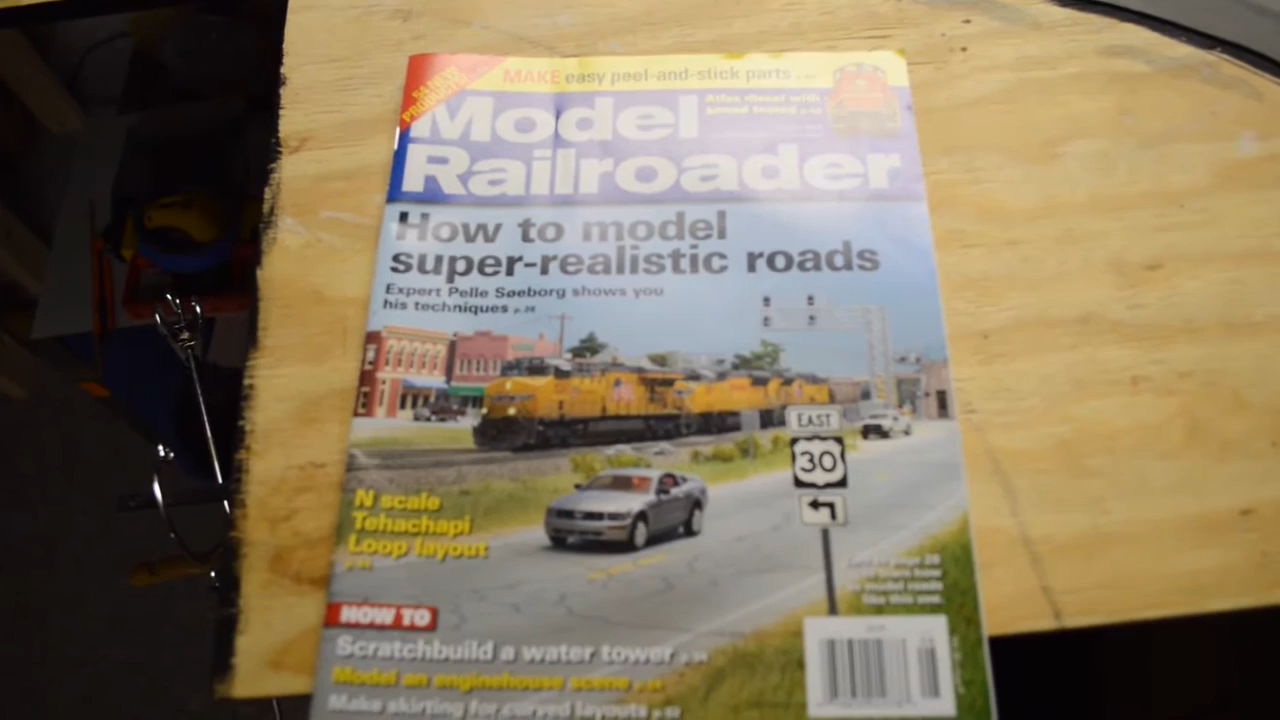 MAKE easy peel-and-stick parts
Model
Railroader
Atlas diesel with
How to model
super-realistic roads
Expert Pelle Søeborg shows you
his techniques p.28
EAST
30
N scale
Tehachapi
Loop layout
HOW TO
Scratchbuild a water tower
Model an enginehouse scene
Make skirting for curved layouts